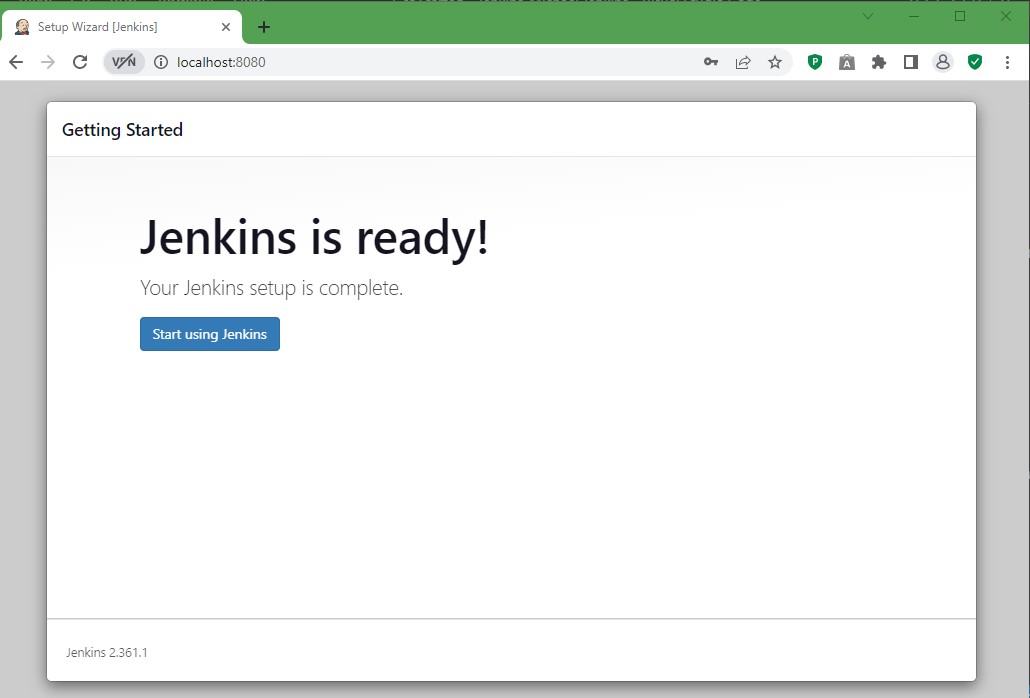 Setup Wizard [Jenkins]
VPN
localhost:8080
P
A
Getting Started
Jenkins is ready!
Your Jenkins setup is complete.
Start using Jenkins
Jenkins 2.361.1